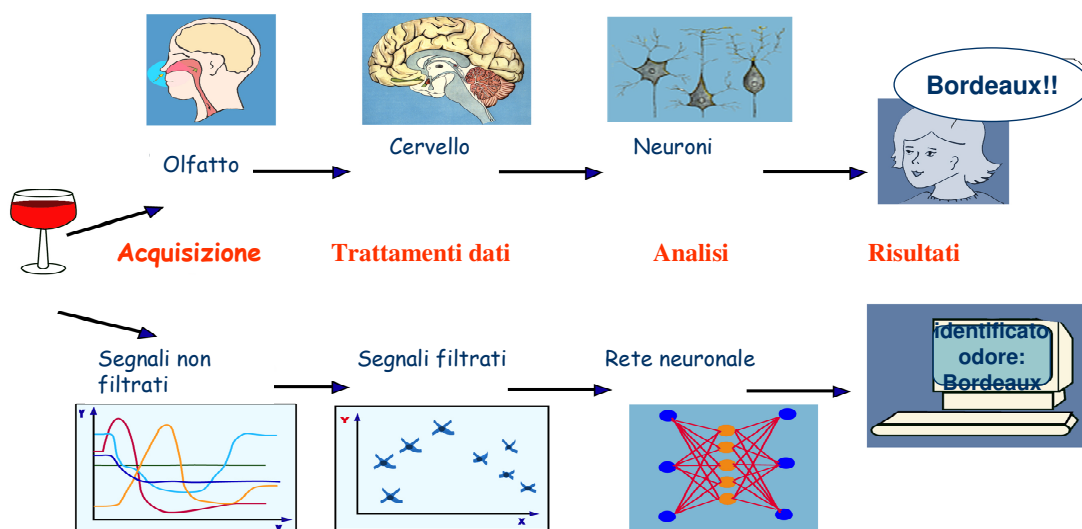 Bordeaux!!
Olfatto
Cervello
Neuroni
Acquisizione
Trattamenti dati
Analisi
Risultati
Segnali non
filtrati
Segnali filtrati
Rete neuronale
identificato
odore:
Bordeaux
Y
X
Y
X